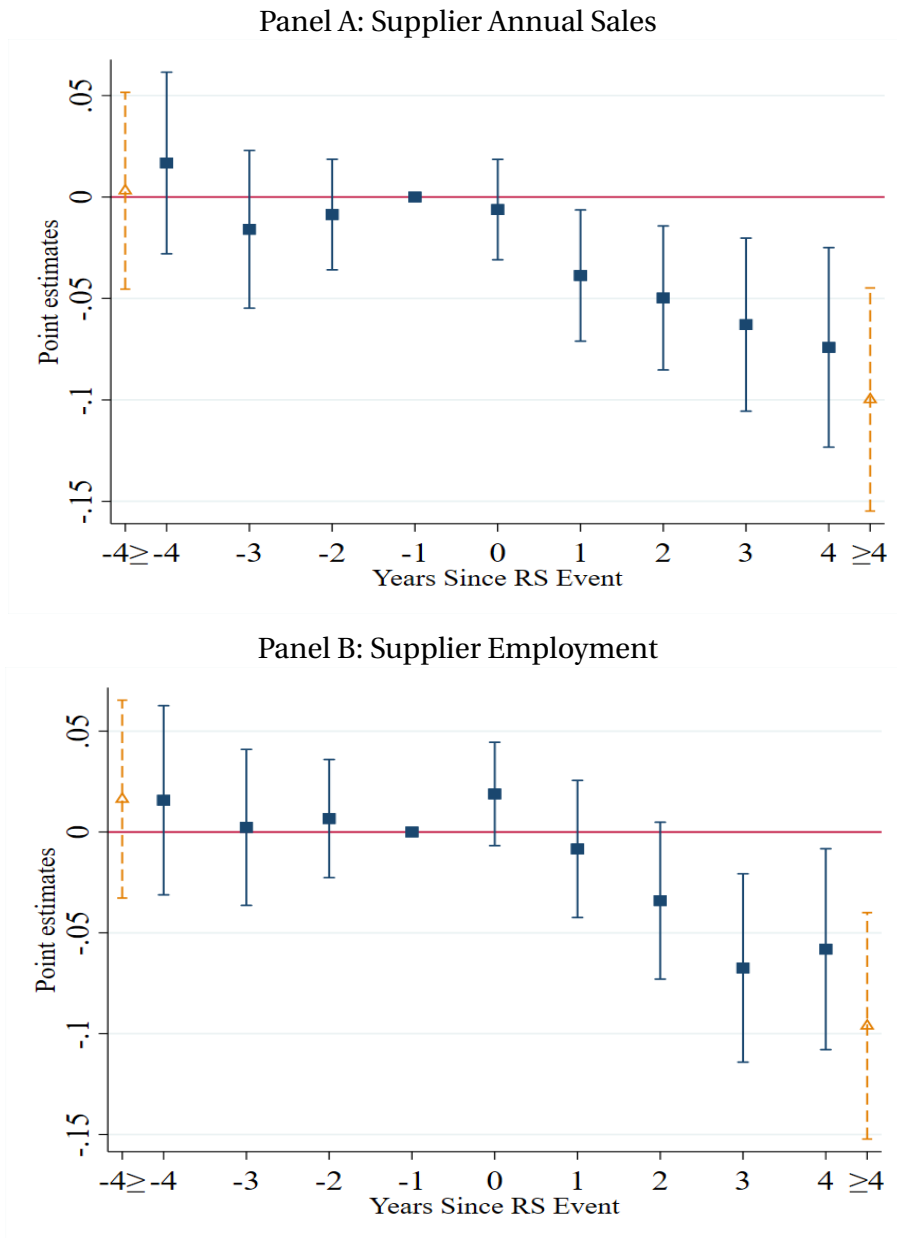 Panel A: Supplier Annual Sales
Point estimates
.05
0
-.05
-.1
-.15
-4≥ -4 -3 -2 -1 0 1 2 3 4 ≥4
Years Since RS Event
Panel B: Supplier Employment
Point estimates
.05
0
-.05
-.1
-.15
-4≥ -4 -3 -2 -1 0 1 2 3 4 ≥4
Years Since RS Event